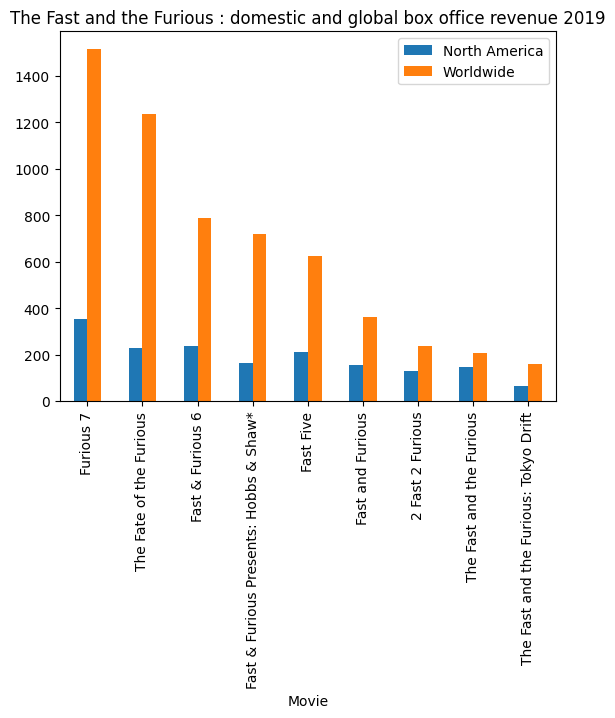 The Fast and the Furious : domestic and global box office revenue 2019
North America
Worldwide
1400
1200
1000
800
600
400
200
0
Furious 7
The Fate of the Furious
Fast & Furious 6
Fast & Furious Presents: Hobbs & Shaw*
Fast Five
Fast and Furious
2 Fast 2 Furious
The Fast and the Furious
The Fast and the Furious: Tokyo Drift
Movie